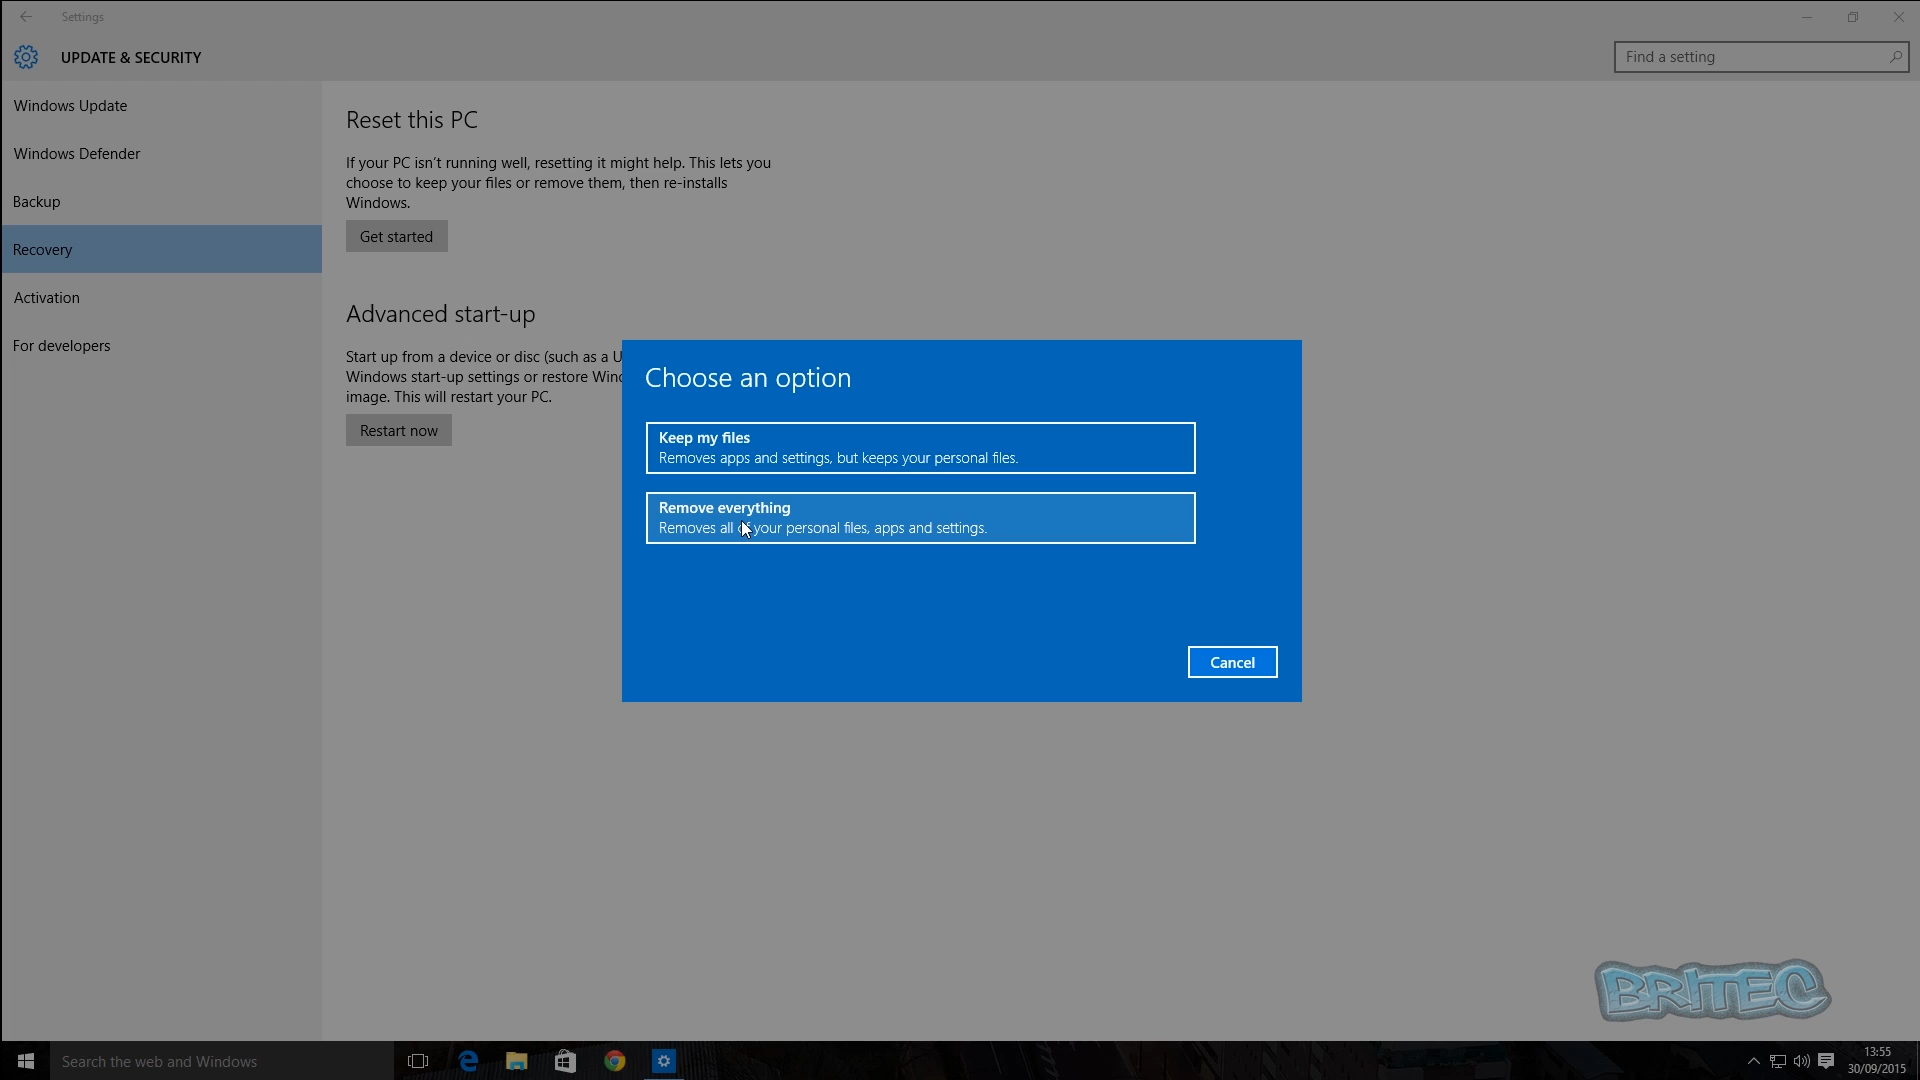 Settings
UPDATE & SECURITY
Find a setting
Windows Update
Windows Defender
Backup
Recovery
Activation
For developers
Reset this PC
If your PC isn't running well, resetting it might help. This lets you
choose to keep your files or remove them, then re-installs
Windows.
Get started
Advanced start-up
Start up from a device or disc (such as a U
Windows start-up settings or restore Wind
image. This will restart your PC.
Restart now
Choose an option
Keep my files
Removes apps and settings, but keeps your personal files.
Remove everything
Removes all of your personal files, apps and settings.
Cancel
BRITEC
Search the web and Windows
13:55
30/09/2015